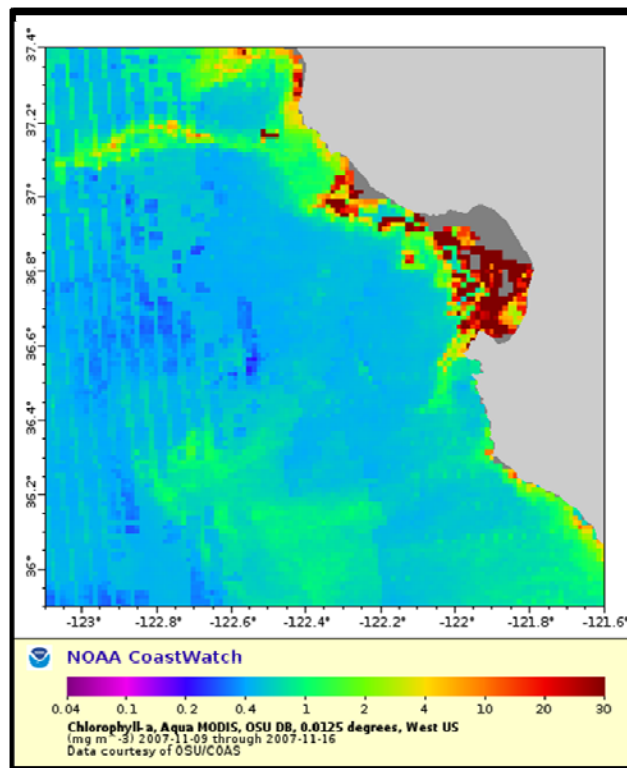 37.4°
37.2°
37°
36.8°
36.6°
36.4°
36.2°
36°
-123° -122.8° -122.6° -122.4° -122.2° -122° -121.8° -121.6°
NOAA CoastWatch
0.04 0.1 0.2 0.4 1 2 4 10 20 30
Chlorophyll-a, Aqua MODIS, OSU DB, 0.0125 degrees, West US
(mg m^-3) 2007-11-09 through 2007-11-16
Data courtesy of OSU/COAS